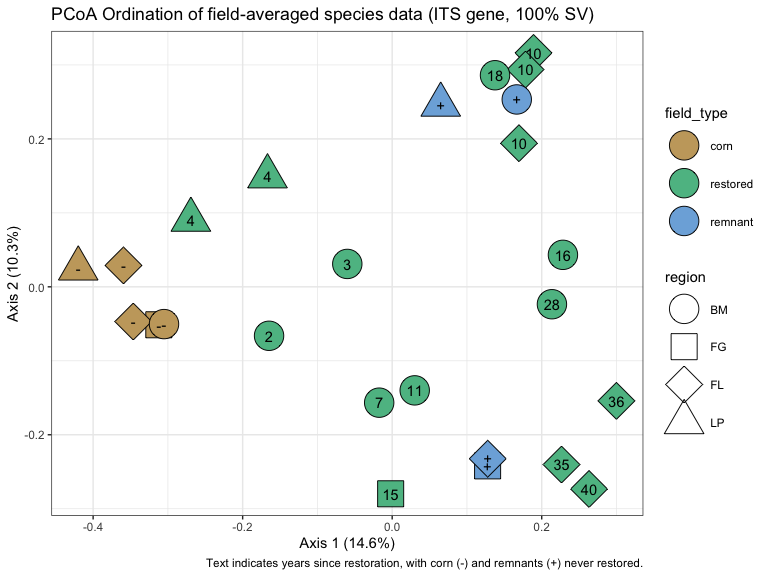 PCoA Ordination of field-averaged species data (ITS gene, 100% SV)
10
18
10
+
+
10
4
4
3
16
-
-
28
-
--
2
11
7
36
+
+
35
15
40
0.2
0.0
-0.2
-0.4
-0.2
0.0
0.2
Axis 2 (10.3%)
Axis 1 (14.6%)
Text indicates years since restoration, with corn (-) and remnants (+) never restored.
field_type
corn
restored
remnant
region
BM
FG
FL
LP